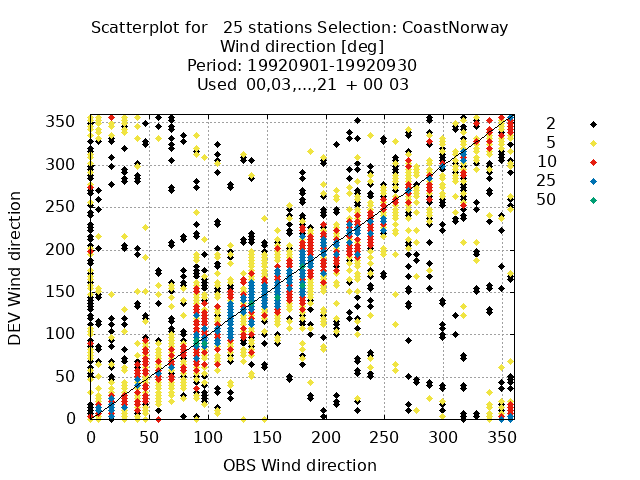 Scatterplot for   25 stations Selection: CoastNorway
Wind direction [deg]
Period: 19920901-19920930
Used  00,03,...,21  + 00 03
DEV Wind direction
350
300
250
200
150
100
50
0
0 50 100 150 200 250 300 350
OBS Wind direction
2
5
10
25
50